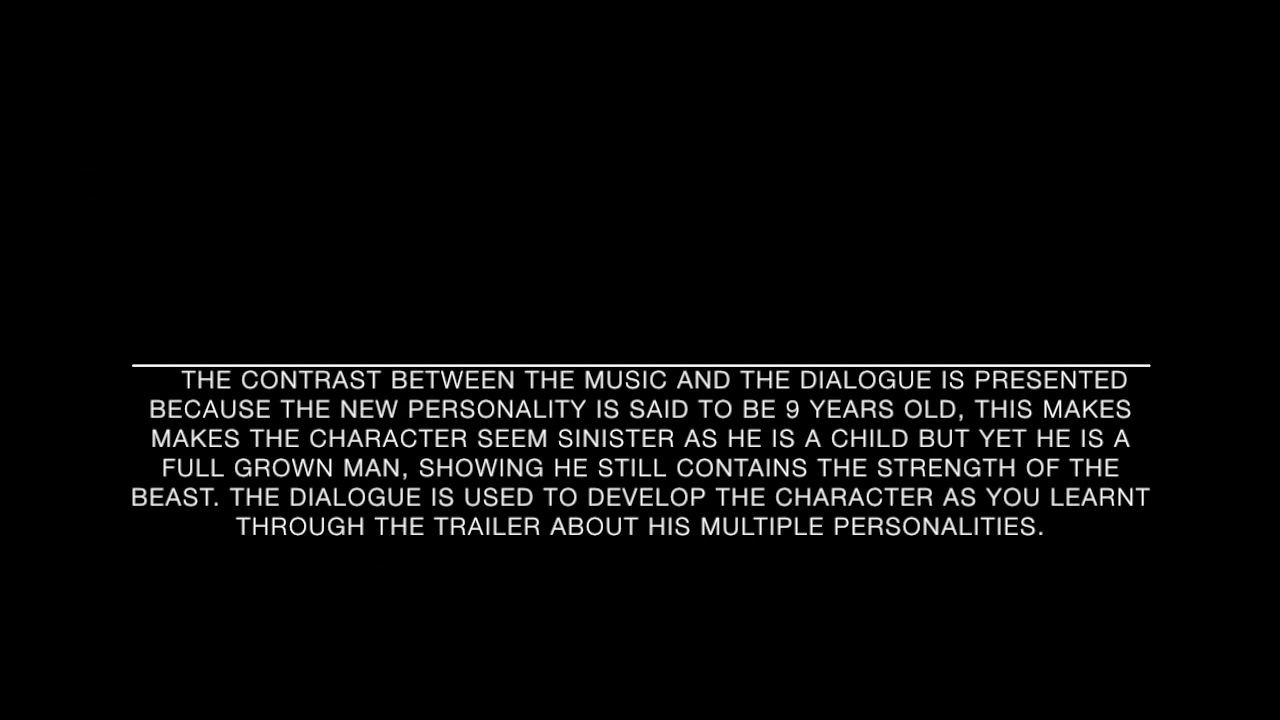 THE CONTRAST BETWEEN THE MUSIC AND THE DIALOGUE IS PRESENTED
BECAUSE THE NEW PERSONALITY IS SAID TO BE 9 YEARS OLD, THIS MAKES
MAKES THE CHARACTER SEEM SINISTER AS HE IS A CHILD BUT YET HE IS A
FULL GROWN MAN, SHOWING HE STILL CONTAINS THE STRENGTH OF THE
BEAST. THE DIALOGUE IS USED TO DEVELOP THE CHARACTER AS YOU LEARNT
THROUGH THE TRAILER ABOUT HIS MULTIPLE PERSONALITIES.